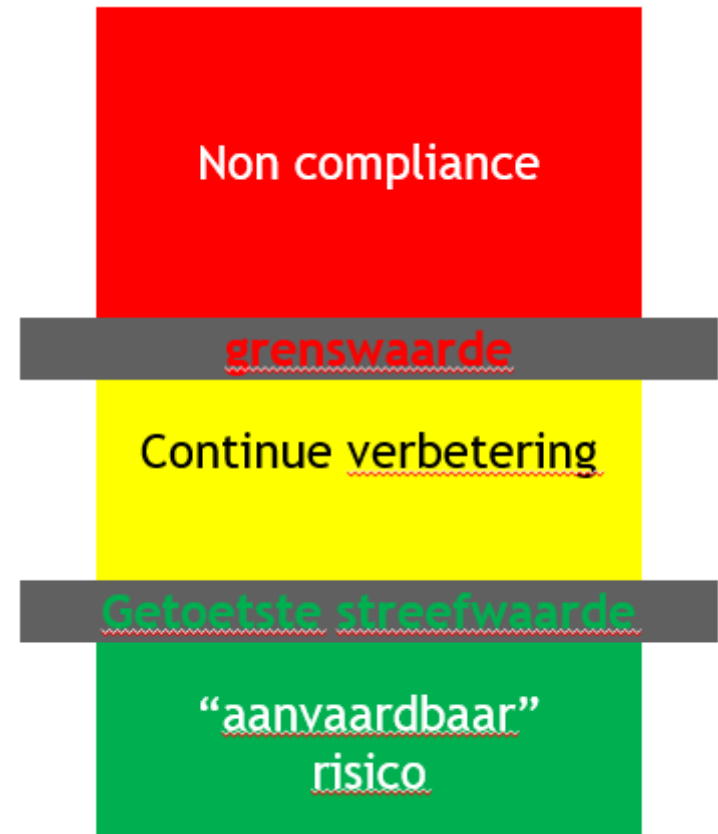 Non compliance
grenswaarde
Continue verbetering
Getoetste streefwaarde
“aanvaardbaar”
risico